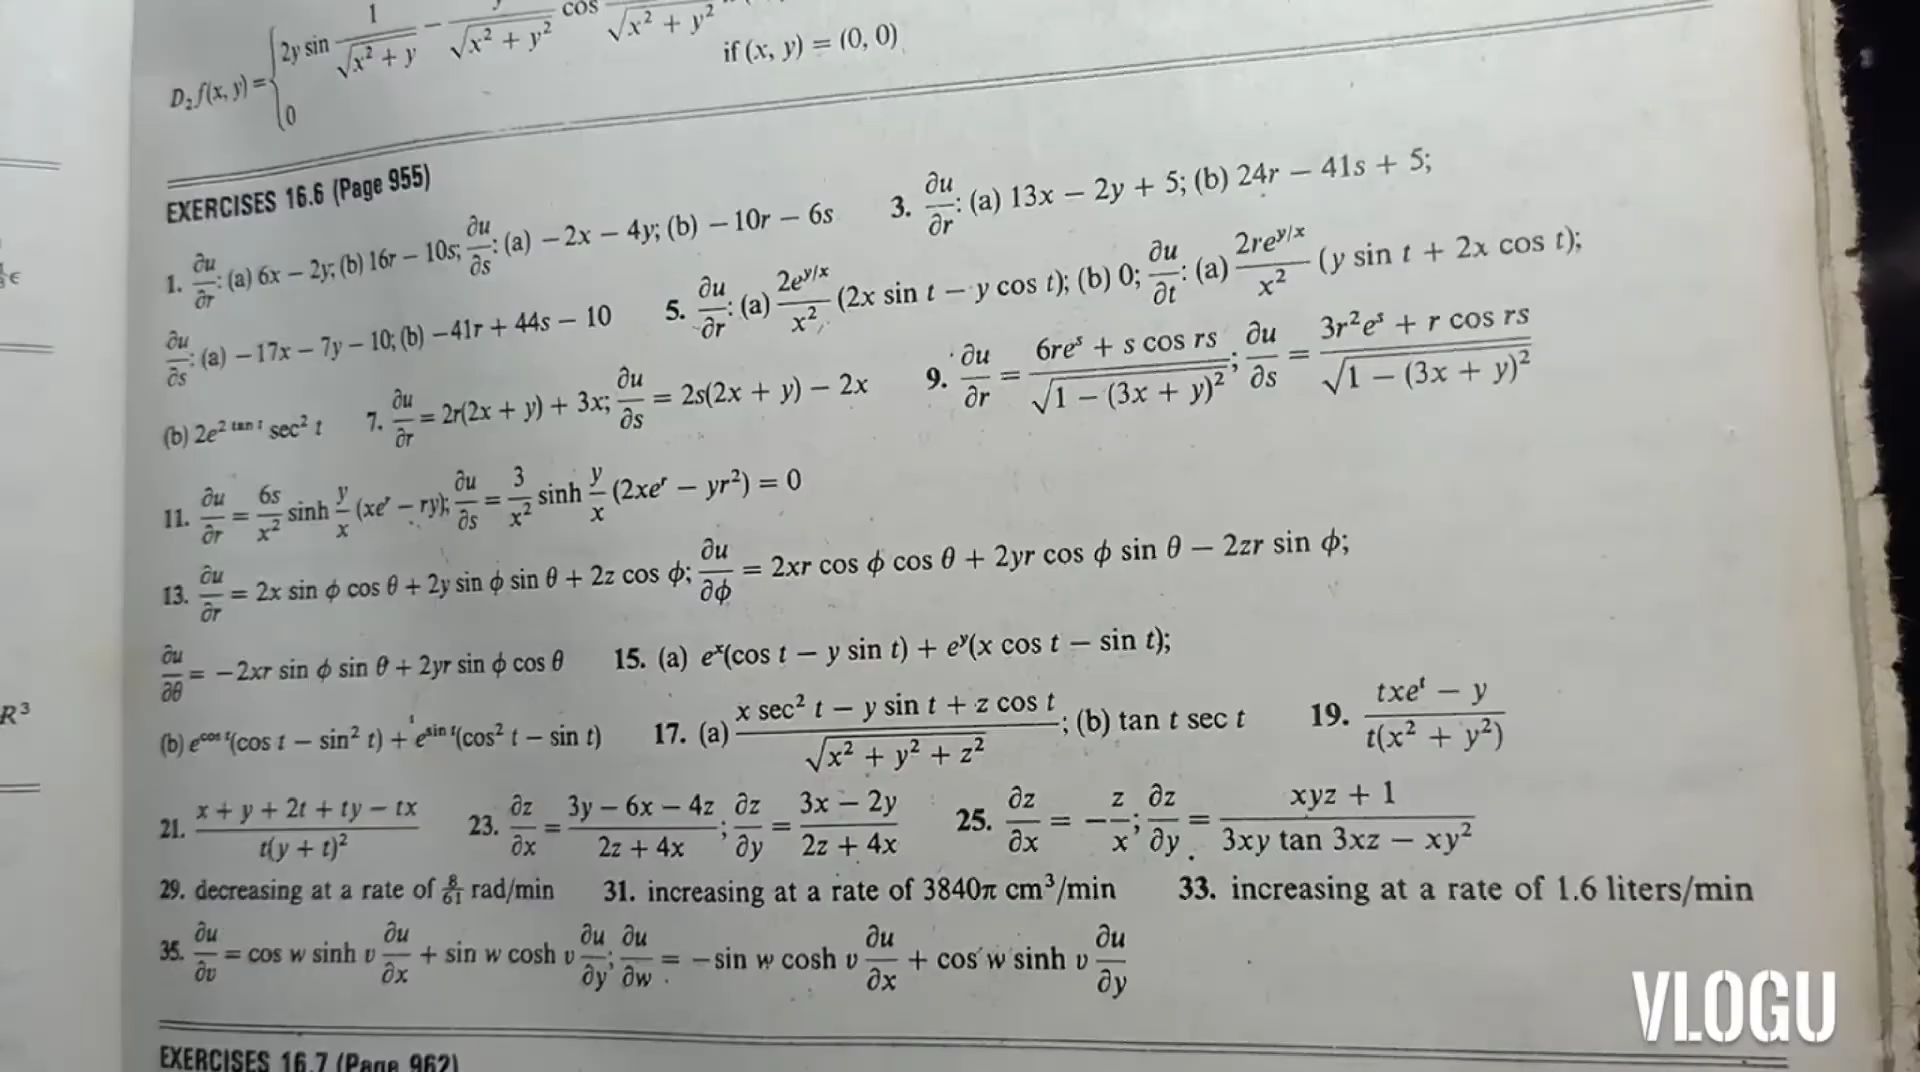 D₂f(x, y) = { 2y sin 1/√(x² + y) − /√(x² + y²) cos /√(x² + y²)
0 if (x, y) = (0, 0)
EXERCISES 16.6 (Page 955)
1. ∂u/∂r: (a) 6x − 2y; (b) 16r − 10s; ∂u/∂s: (a) − 2x − 4y; (b) − 10r − 6s 3. ∂u/∂r: (a) 13x − 2y + 5; (b) 24r − 41s + 5;
∂u/∂s: (a) − 17x − 7y − 10; (b) −41r + 44s − 10 5. ∂u/∂r: (a) 2e^(y/x)/x² (2x sin t − y cos t); (b) 0; ∂u/∂t: (a) 2re^(y/x)/x² (y sin t + 2x cos t);
(b) 2e^(2 tan t) sec² t 7. ∂u/∂r = 2r(2x + y) + 3x; ∂u/∂s = 2s(2x + y) − 2x 9. ∂u/∂r = (6re^s + s cos rs)/√(1 − (3x + y)²); ∂u/∂s = (3r²e^s + r cos rs)/√(1 − (3x + y)²)
11. ∂u/∂r = 6s/x² sinh y/x (xe^r − ry); ∂u/∂s = 3/x² sinh y/x (2xe^r − yr²) = 0
13. ∂u/∂r = 2x sin ϕ cos θ + 2y sin ϕ sin θ + 2z cos ϕ; ∂u/∂ϕ = 2xr cos ϕ cos θ + 2yr cos ϕ sin θ − 2zr sin ϕ;
∂u/∂θ = −2xr sin ϕ sin θ + 2yr sin ϕ cos θ 15. (a) e^x(cos t − y sin t) + e^y(x cos t − sin t);
(b) e^(cos t)(cos t − sin² t) + e^(sin t)(cos² t − sin t) 17. (a) (x sec² t − y sin t + z cos t)/√(x² + y² + z²); (b) tan t sec t 19. (txe^t − y)/(t(x² + y²))
21. (x + y + 2t + ty − tx)/(t(y + t)²) 23. ∂z/∂x = (3y − 6x − 4z)/(2z + 4x); ∂z/∂y = (3x − 2y)/(2z + 4x) 25. ∂z/∂x = −z/x; ∂z/∂y = (xyz + 1)/(3xy tan 3xz − xy²)
29. decreasing at a rate of 8/61 rad/min 31. increasing at a rate of 3840π cm³/min 33. increasing at a rate of 1.6 liters/min
35. ∂u/∂v = cos w sinh v ∂u/∂x + sin w cosh v ∂u/∂y; ∂u/∂w = −sin w cosh v ∂u/∂x + cos w sinh v ∂u/∂y
EXERCISES 16.7 (Page 962)
R³
ϵ
VLOGU